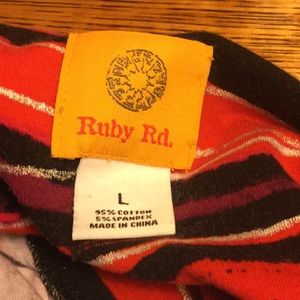 Ruby Rd.
L
95% COTTON
5% SPANDEX
MADE IN CHINA